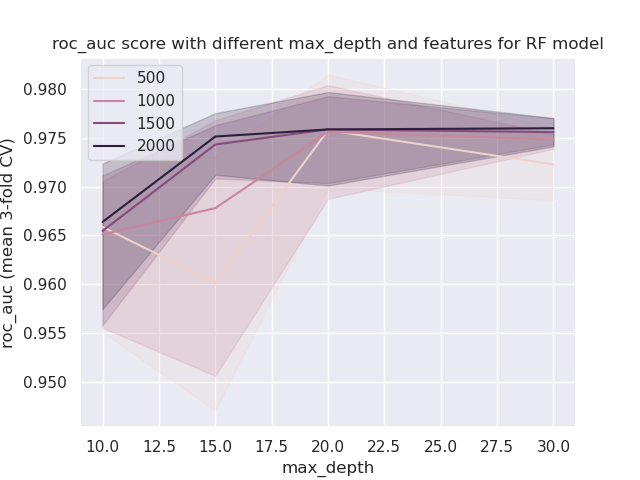 roc_auc score with different max_depth and features for RF model
500
1000
1500
2000
0.980
0.975
0.970
0.965
0.960
0.955
0.950
roc_auc (mean 3-fold CV)
10.0 12.5 15.0 17.5 20.0 22.5 25.0 27.5 30.0
max_depth